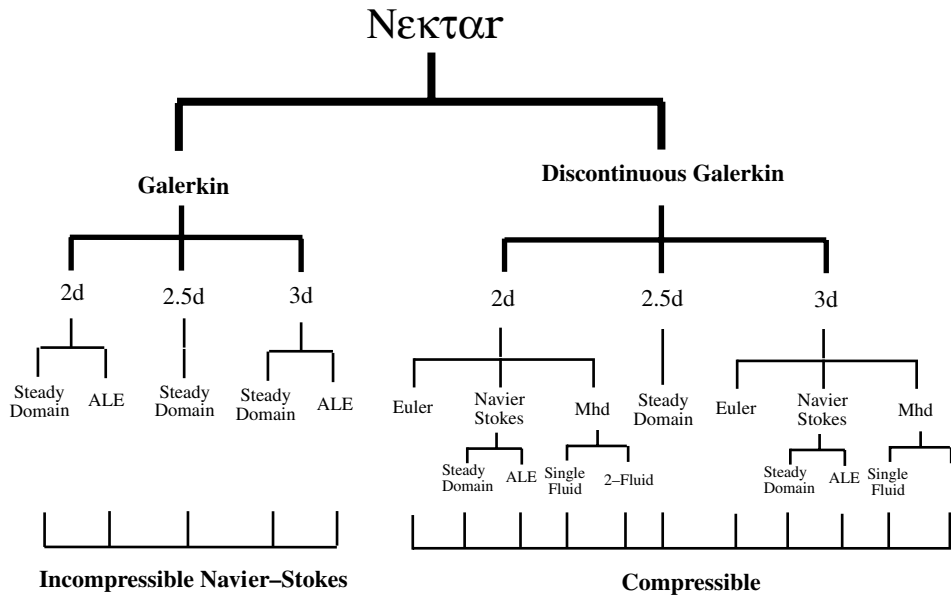 Νεκταr
Galerkin
Discontinuous Galerkin
2d
2.5d
3d
2d
2.5d
3d
Steady
Domain
ALE
Steady
Domain
Steady
Domain
ALE
Euler
Navier
Stokes
Mhd
Steady
Domain
Euler
Navier
Stokes
Mhd
Steady
Domain
ALE
Single
Fluid
2–Fluid
Steady
Domain
ALE
Single
Fluid
Incompressible Navier–Stokes
Compressible